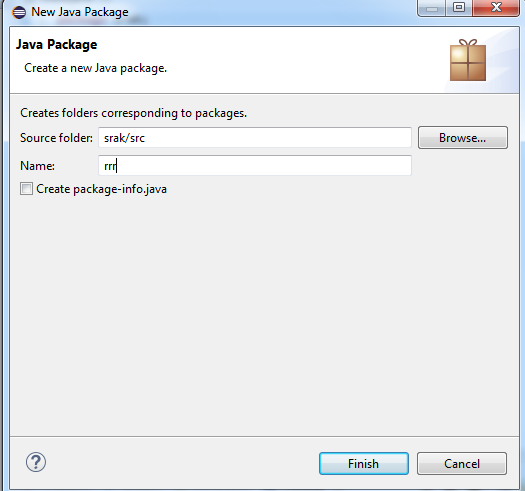 New Java Package
Java Package
Create a new Java package.
Creates folders corresponding to packages.
Source folder: srak/src Browse...
Name: rrr
Create package-info.java
? Finish Cancel